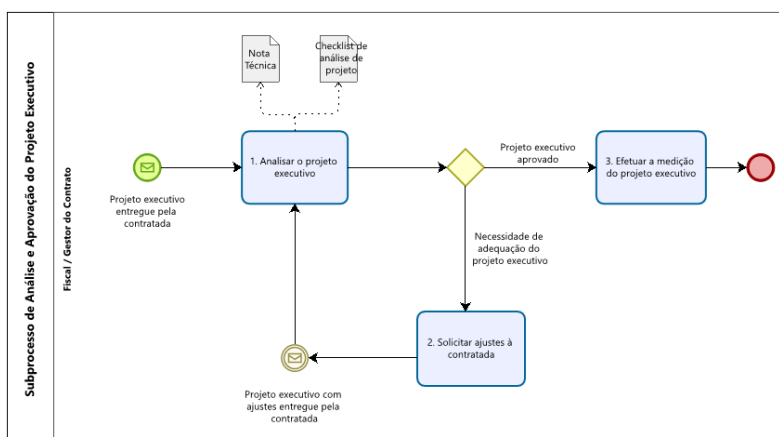 Subprocesso de Análise e Aprovação do Projeto Executivo
Fiscal / Gestor do Contrato
Nota
Técnica
Checklist de
análise de
projeto
Projeto executivo
entregue pela
contratada
1. Analisar o projeto
executivo
Projeto executivo
aprovado
3. Efetuar a medição
do projeto executivo
Necessidade de
adequação do
projeto executivo
2. Solicitar ajustes à
contratada
Projeto executivo com
ajustes entregue pela
contratada